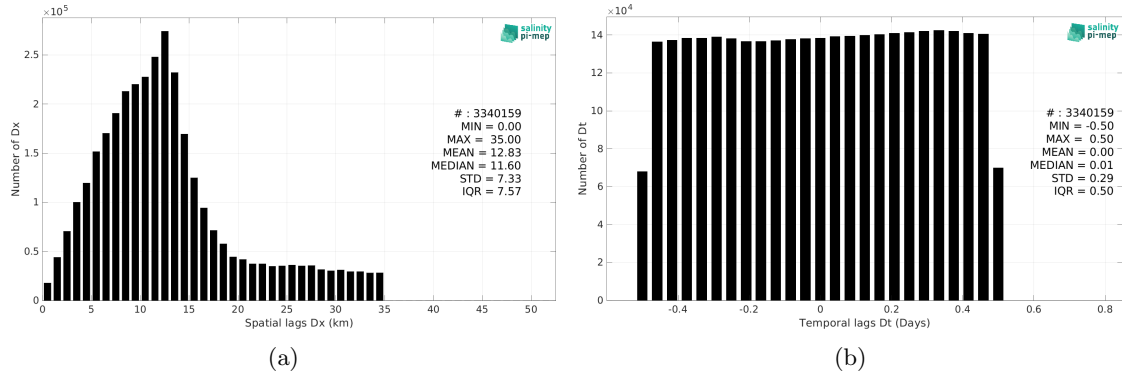 ×10⁵
salinity
pi-mep
2.5
2
1.5
1
0.5
0
Number of Dx
# : 3340159
MIN = 0.00
MAX = 35.00
MEAN = 12.83
MEDIAN = 11.60
STD = 7.33
IQR = 7.57
0 5 10 15 20 25 30 35 40 45 50
Spatial lags Dx (km)
(a)
×10⁴
salinity
pi-mep
14
12
10
8
6
4
2
0
Number of Dt
# : 3340159
MIN = -0.50
MAX = 0.50
MEAN = 0.00
MEDIAN = 0.01
STD = 0.29
IQR = 0.50
-0.4 -0.2 0 0.2 0.4 0.6 0.8
Temporal lags Dt (Days)
(b)